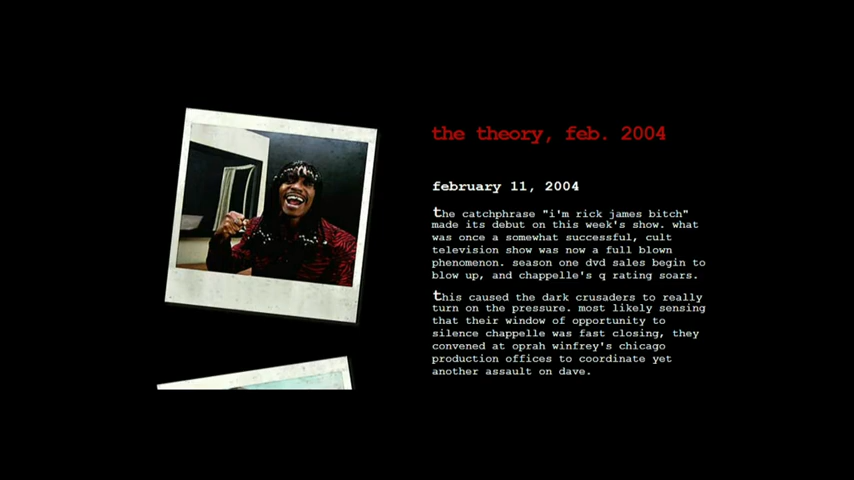 the theory, feb. 2004
february 11, 2004
the catchphrase "i'm rick james bitch"
made its debut on this week's show. what
was once a somewhat successful, cult
television show was now a full blown
phenomenon. season one dvd sales begin to
blow up, and chappelle's q rating soars.
this caused the dark crusaders to really
turn on the pressure. most likely sensing
that their window of opportunity to
silence chappelle was fast closing, they
convened at oprah winfrey's chicago
production offices to coordinate yet
another assault on dave.